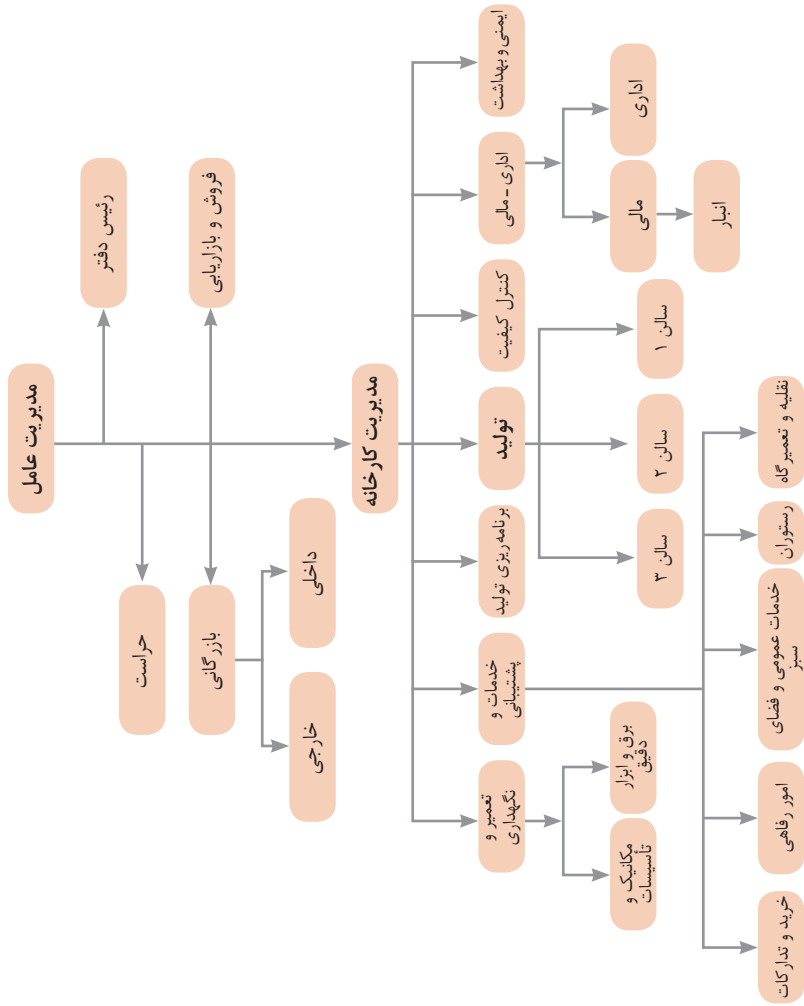 مدیریت عامل
رئیس دفتر
حراست
فروش و بازاریابی
بازرگانی
داخلی
خارجی
مدیریت کارخانه
ایمنی و بهداشت
اداری - مالی
کنترل کیفیت
تولید
برنامه ریزی تولید
خدمات و
پشتیبانی
تعمیر و
نگهداری
اداری
مالی
انبار
سالن ۱
سالن ۲
سالن ۳
برق و ابزار
دقیق
مکانیک و
تأسیسات
نقلیه و تعمیرگاه
رستوران
خدمات عمومی و فضای
سبز
امور رفاهی
خرید و تدارکات